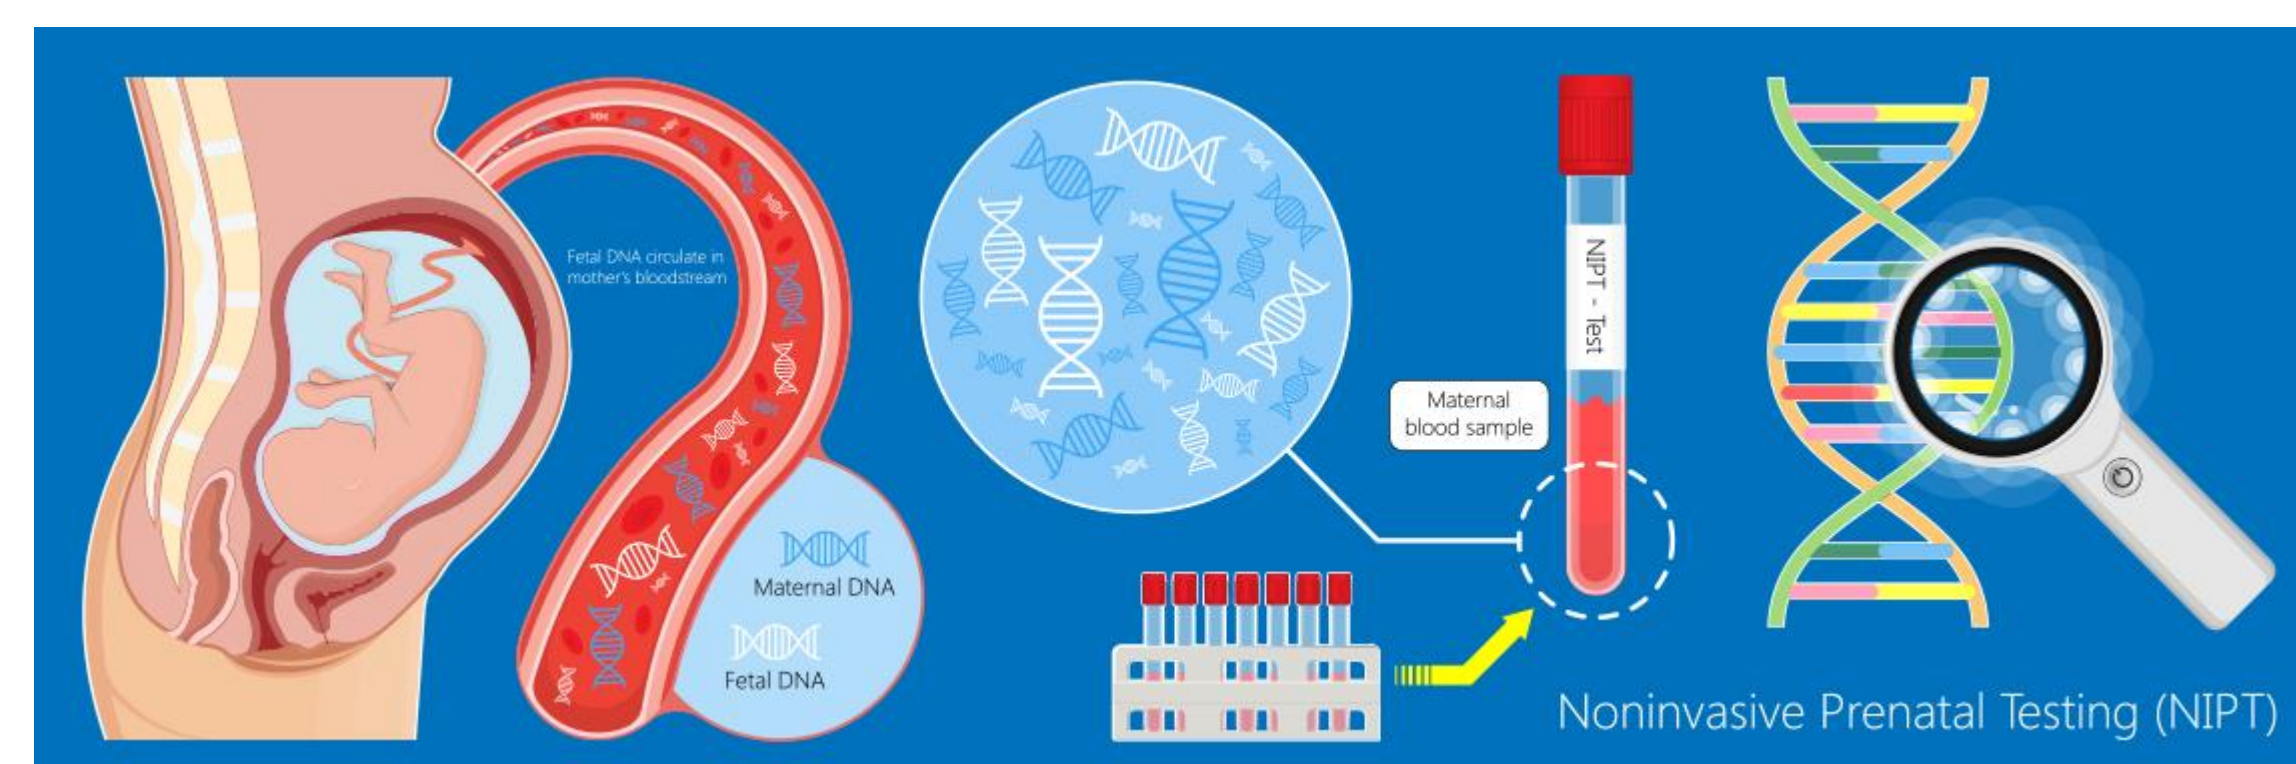 Fetal DNA circulate in
mother's bloodstream
Maternal DNA
Fetal DNA
NIPT - Test
Maternal
blood sample
Noninvasive Prenatal Testing (NIPT)